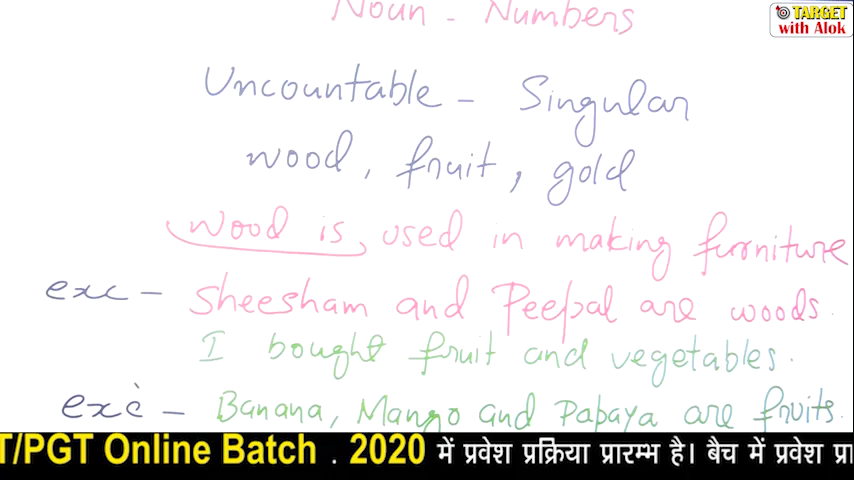 Noun - Numbers
TARGET
with Alok
Uncountable - Singular
wood, fruit, gold
wood is, used in making furniture
exc - Sheesham and Peepal are woods.
I bought fruit and vegetables.
exc - Banana, Mango and Papaya are fruits.
T/PGT Online Batch . 2020 में प्रवेश प्रक्रिया प्रारम्भ है। बैच में प्रवेश प्रा